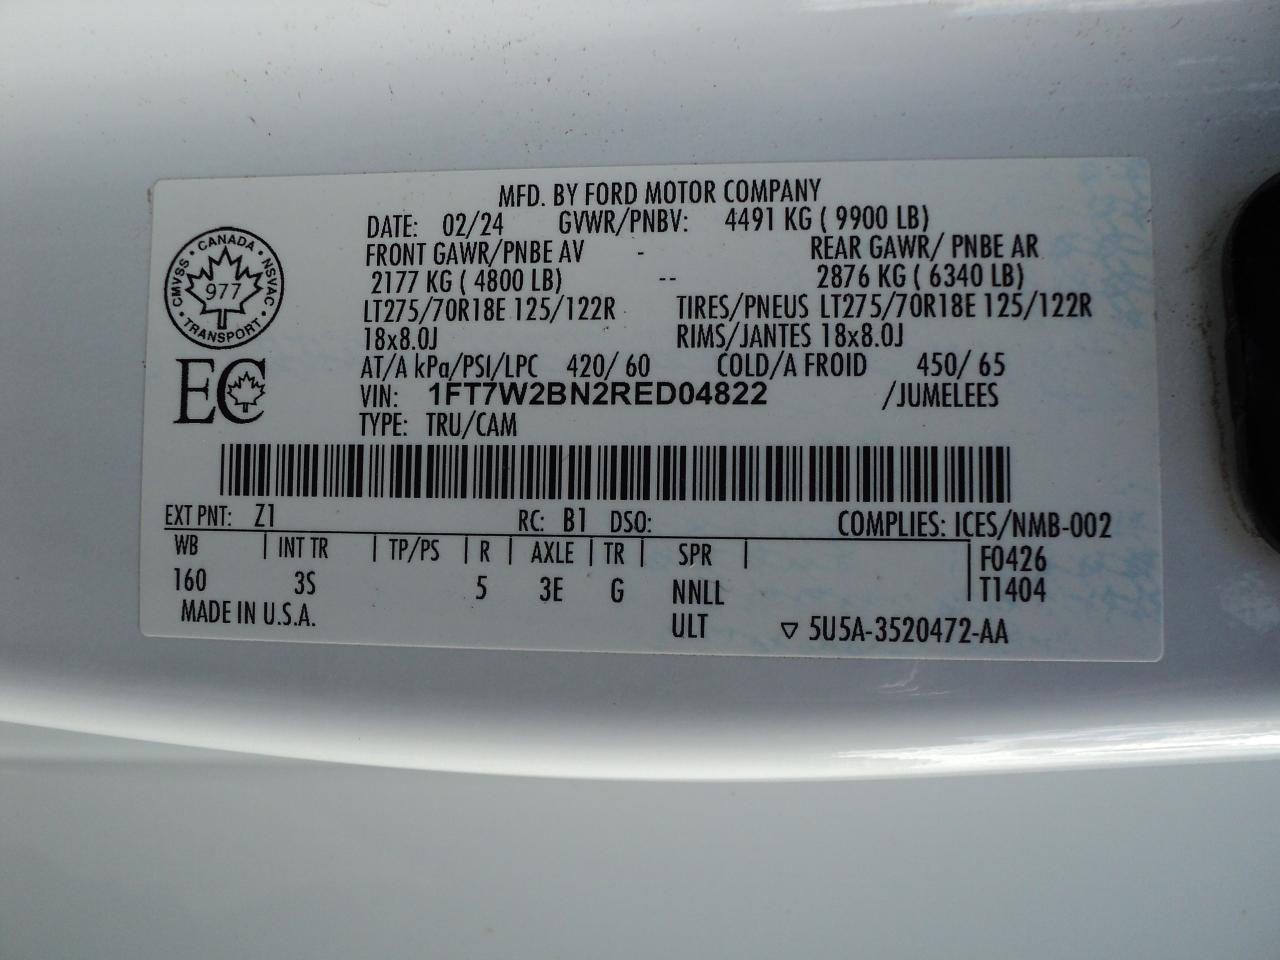 MFD. BY FORD MOTOR COMPANY
DATE: 02/24 GVWR/PNBV: 4491 KG ( 9900 LB)
FRONT GAWR/PNBE AV - REAR GAWR/ PNBE AR
2177 KG ( 4800 LB) -- 2876 KG ( 6340 LB)
LT275/70R18E 125/122R TIRES/PNEUS LT275/70R18E 125/122R
18x8.0J RIMS/JANTES 18x8.0J
AT/A kPa/PSI/LPC 420/ 60 COLD/A FROID 450/ 65
VIN: 1FT7W2BN2RED04822 /JUMELEES
TYPE: TRU/CAM
CANADA
CMVSS NSVAC
977
TRANSPORT
EC
EXT PNT: Z1 RC: B1 DSO: COMPLIES: ICES/NMB-002
WB | INT TR | TP/PS | R | AXLE | TR | SPR | F0426
160 3S 5 3E G NNLL T1404
MADE IN U.S.A. ULT ▽ 5U5A-3520472-AA